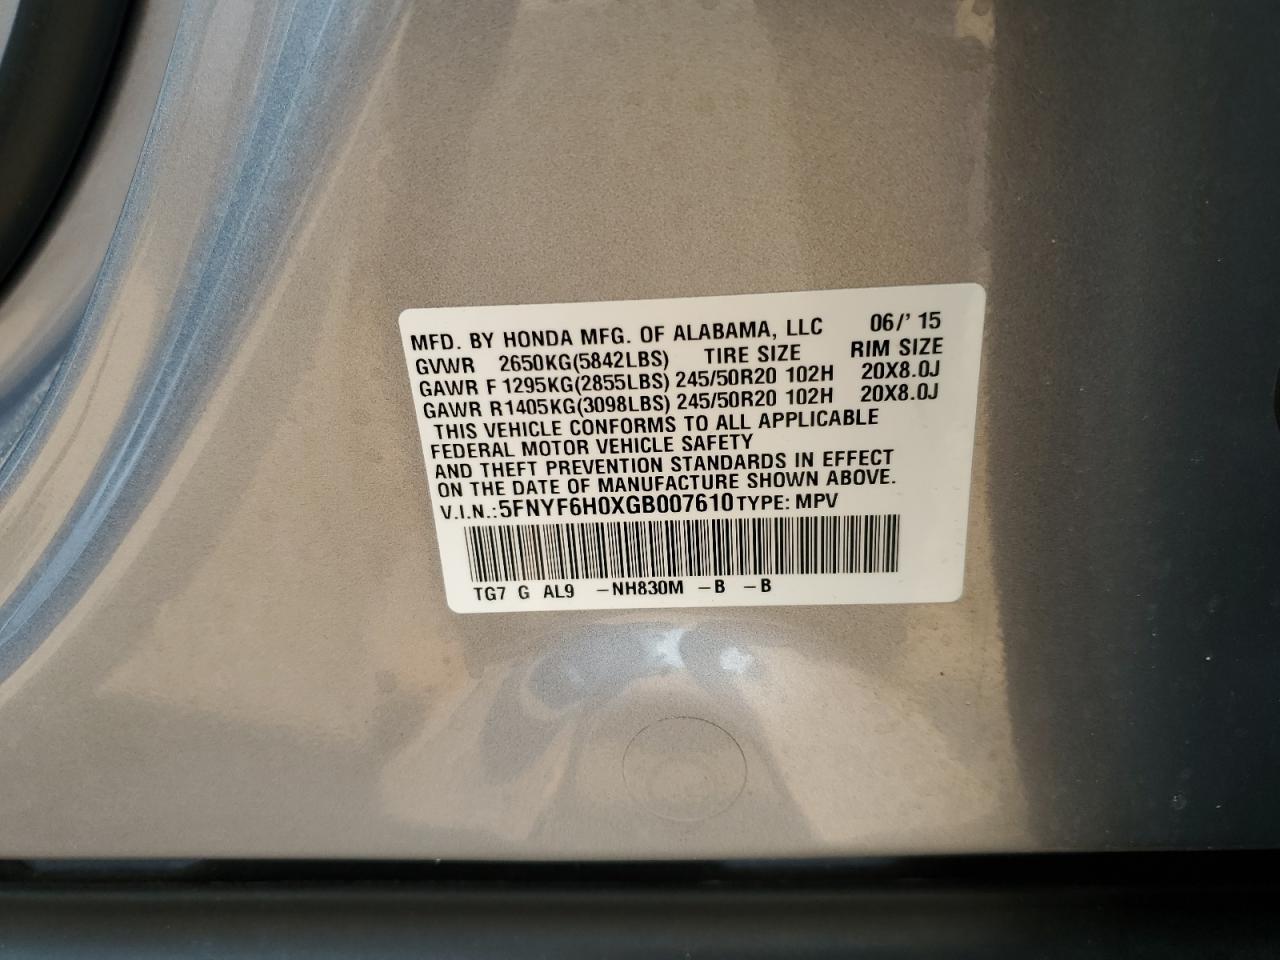 MFD. BY HONDA MFG. OF ALABAMA, LLC 06/' 15
GVWR 2650KG(5842LBS) TIRE SIZE RIM SIZE
GAWR F 1295KG(2855LBS) 245/50R20 102H 20X8.0J
GAWR R1405KG(3098LBS) 245/50R20 102H 20X8.0J
THIS VEHICLE CONFORMS TO ALL APPLICABLE
FEDERAL MOTOR VEHICLE SAFETY
AND THEFT PREVENTION STANDARDS IN EFFECT
ON THE DATE OF MANUFACTURE SHOWN ABOVE.
V.I.N.:5FNYF6H0XGB007610 TYPE: MPV
TG7 G AL9 -NH830M -B -B